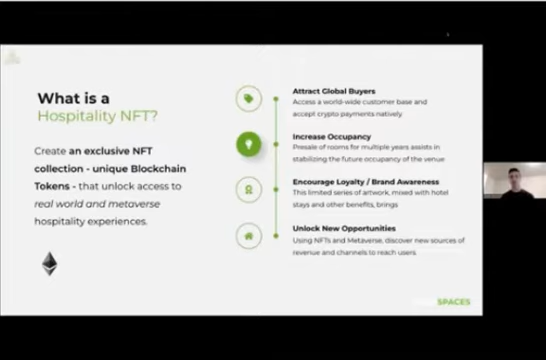 What is a
Hospitality NFT?
Create an exclusive NFT
collection - unique Blockchain
Tokens - that unlock access to
real world and metaverse
hospitality experiences.
Attract Global Buyers
Access a world-wide customer base and
accept crypto payments natively
Increase Occupancy
Presale of rooms for multiple years assists in
stabilizing the future occupancy of the venue
Encourage Loyalty / Brand Awareness
This limited series of artwork, mixed with hotel
stays and other benefits, brings
Unlock New Opportunities
Using NFTs and Metaverse, discover new sources of
revenue and channels to reach users.
SPACES